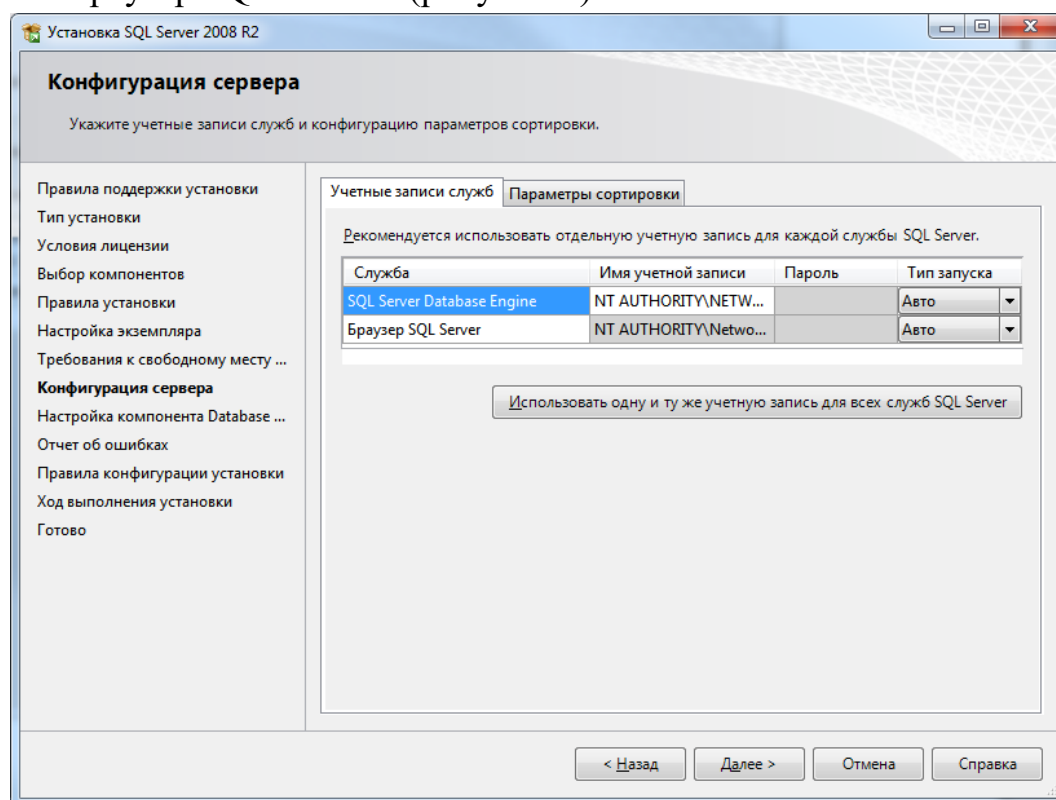 Установка SQL Server 2008 R2
Конфигурация сервера
Укажите учетные записи служб и конфигурацию параметров сортировки.
Правила поддержки установки
Тип установки
Условия лицензии
Выбор компонентов
Правила установки
Настройка экземпляра
Требования к свободному месту ...
Конфигурация сервера
Настройка компонента Database ...
Отчет об ошибках
Правила конфигурации установки
Ход выполнения установки
Готово
Учетные записи служб Параметры сортировки
Рекомендуется использовать отдельную учетную запись для каждой службы SQL Server.
Служба Имя учетной записи Пароль Тип запуска
SQL Server Database Engine NT AUTHORITY\NETW... Авто
Браузер SQL Server NT AUTHORITY\Netwo... Авто
Использовать одну и ту же учетную запись для всех служб SQL Server
< Назад Далее > Отмена Справка